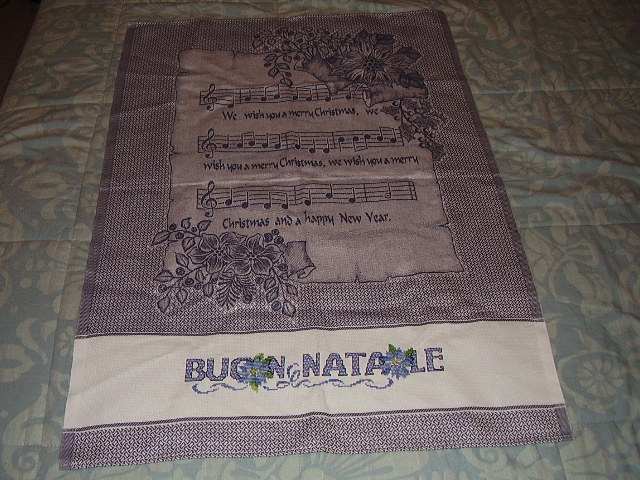 We wish you a merry Christmas, we
wish you a merry Christmas, we wish you a merry
Christmas and a happy New Year.
BUON NATALE